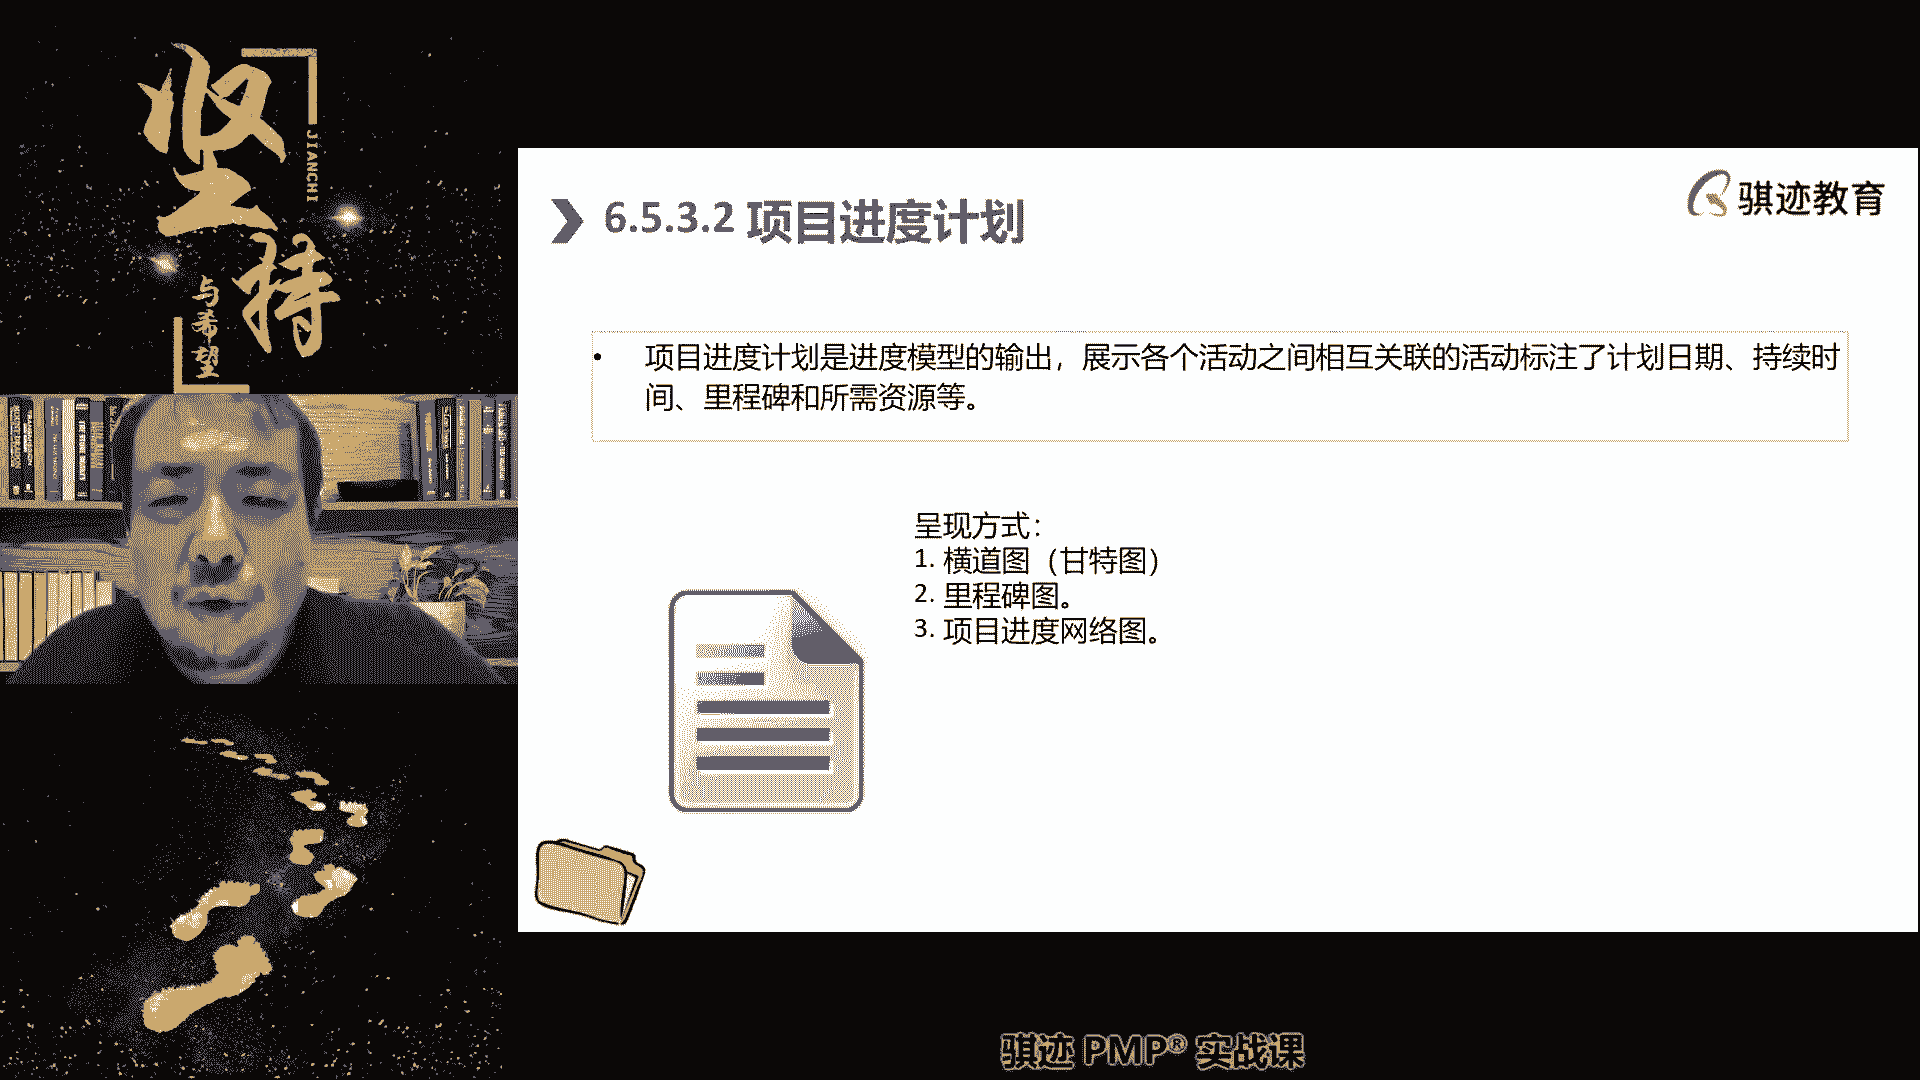 坚持
JIANCHI
与希望
骐迹教育
6.5.3.2 项目进度计划
• 项目进度计划是进度模型的输出，展示各个活动之间相互关联的活动标注了计划日期、持续时
间、里程碑和所需资源等。
呈现方式：
1. 横道图（甘特图）
2. 里程碑图。
3. 项目进度网络图。
骐迹 PMP® 实战课